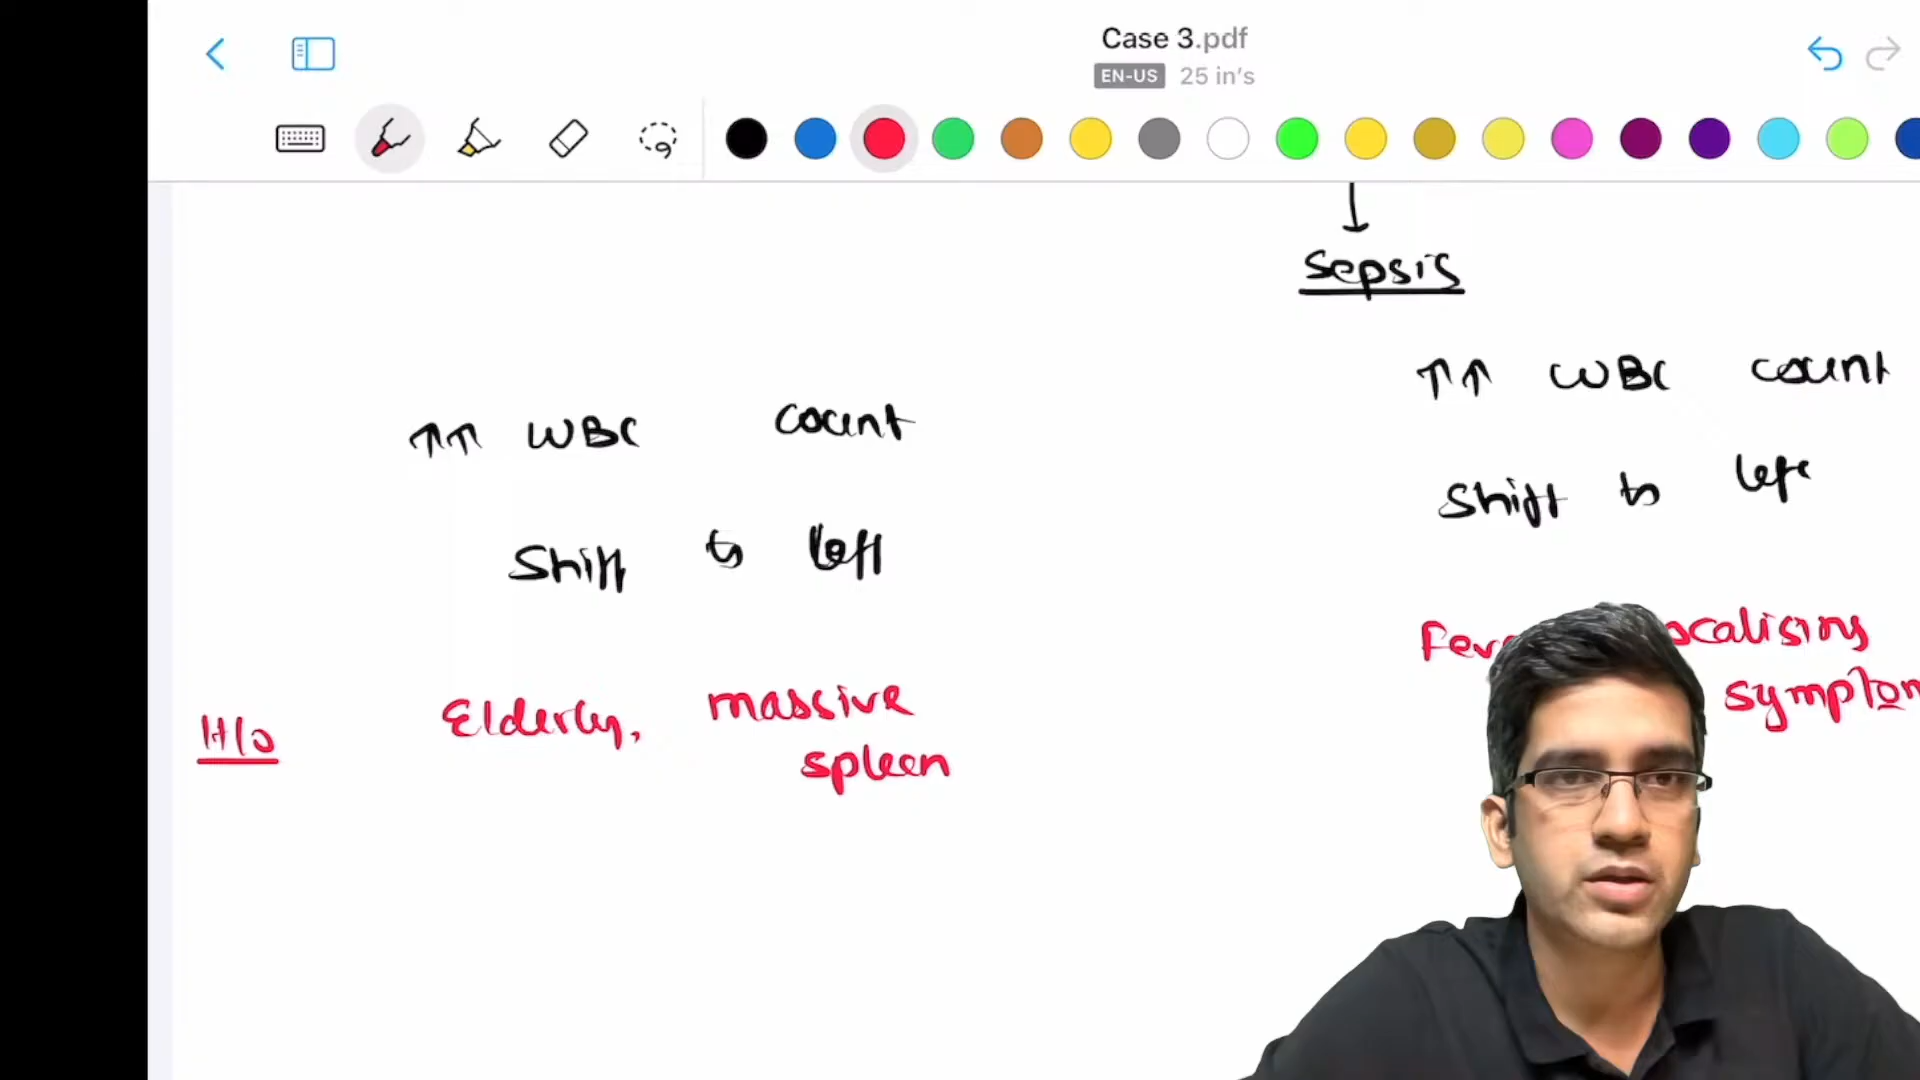 Case 3.pdf
EN-US 25 in's
Sepsis
↑↑ WBC count
Shift to left
↑↑ WBC count
Shift to left
localising
symptom
H/o Elderly, massive
spleen